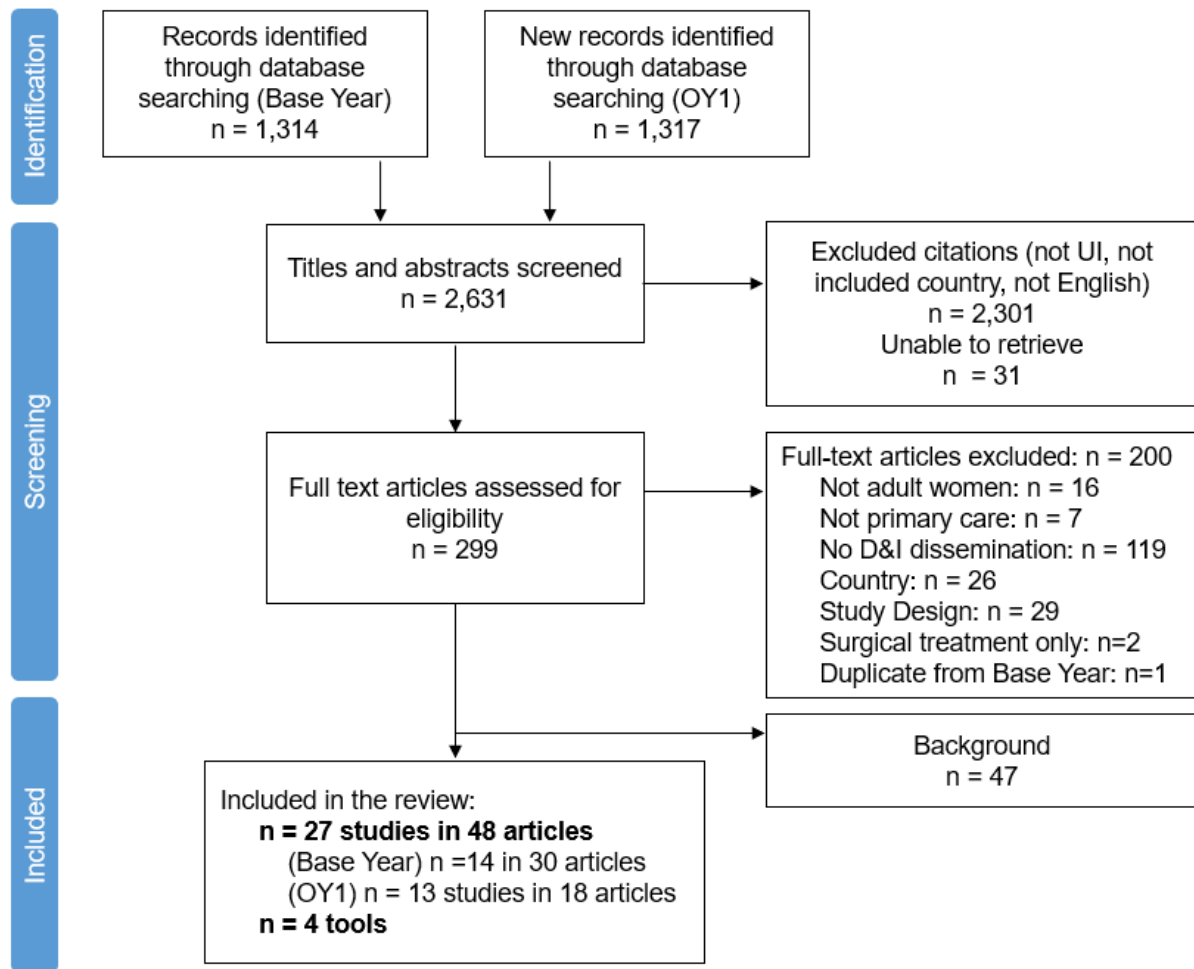 Identification
Records identified
through database
searching (Base Year)
n = 1,314
New records identified
through database
searching (OY1)
n = 1,317
Screening
Titles and abstracts screened
n = 2,631
Excluded citations (not UI, not
included country, not English)
n = 2,301
Unable to retrieve
n = 31
Full text articles assessed for
eligibility
n = 299
Full-text articles excluded: n = 200
Not adult women: n = 16
Not primary care: n = 7
No D&I dissemination: n = 119
Country: n = 26
Study Design: n = 29
Surgical treatment only: n=2
Duplicate from Base Year: n=1
Background
n = 47
Included
Included in the review:
n = 27 studies in 48 articles
(Base Year) n =14 in 30 articles
(OY1) n = 13 studies in 18 articles
n = 4 tools